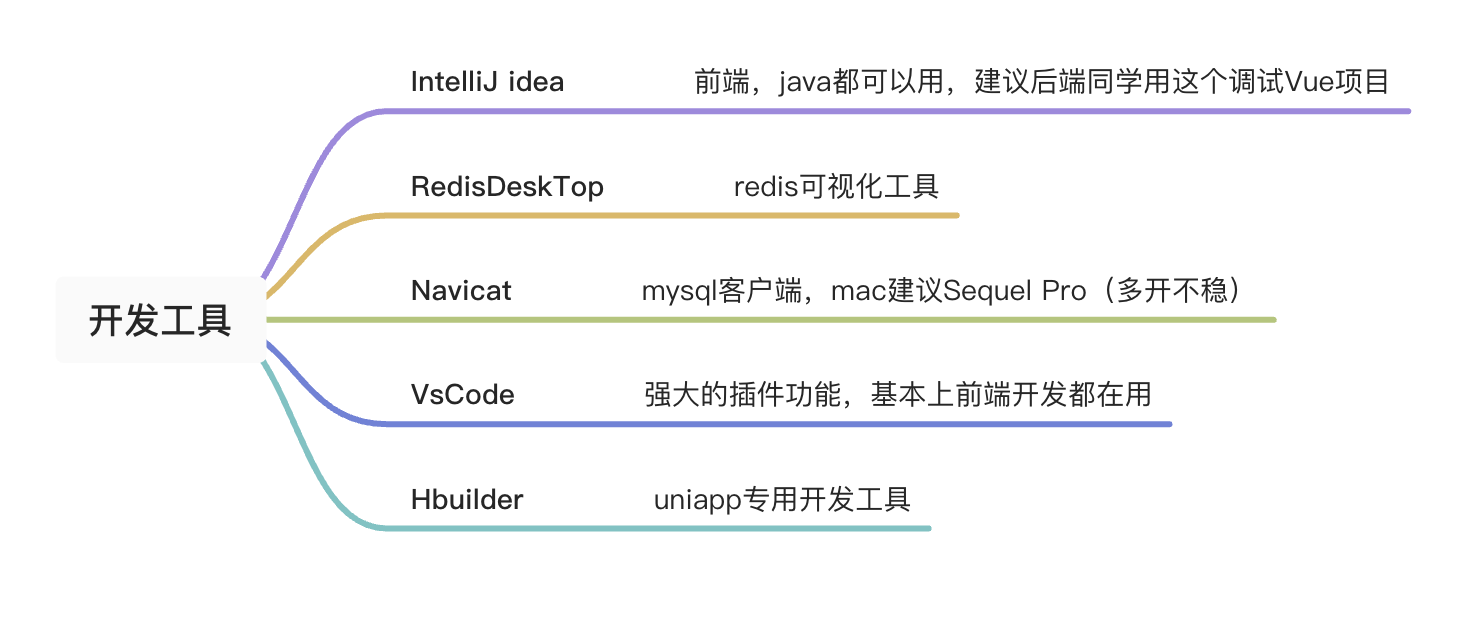 IntelliJ idea 前端，java都可以用，建议后端同学用这个调试Vue项目
RedisDeskTop redis可视化工具
Navicat mysql客户端，mac建议Sequel Pro（多开不稳）
开发工具
VsCode 强大的插件功能，基本上前端开发都在用
Hbuilder uniapp专用开发工具